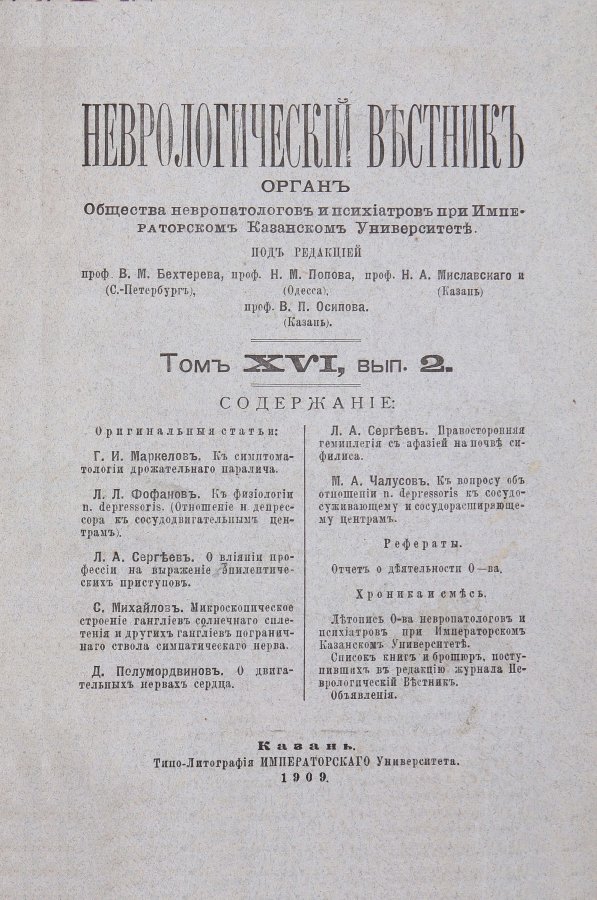 НЕВРОЛОГИЧЕСКІЙ ВѢСТНИКЪ
ОРГАНЪ
Общества невропатологовъ и психіатровъ при Импе-
раторскомъ Казанскомъ Университетѣ.
ПОДЪ РЕДАКЦІЕЙ
проф. В. М. Бехтерева, проф. Н. М. Попова, проф. Н. А. Миславскаго и
(С.-Петербургъ), (Одесса), (Казань)
проф. В. П. Осипова.
(Казань).
Томъ XVI, вып. 2.
СОДЕРЖАНІЕ:
Оригинальныя статьи:
Г. И. Маркеловъ. Къ симптома-
тологіи дрожательнаго паралича.
Л. Л. Фофановъ. Къ физіологіи
n. depressoris. (Отношеніе н. депрес-
сора къ сосудодвигательнымъ цен-
трамъ).
Л. А. Сергѣевъ. О вліяніи про-
фессіи на выраженіе эпилептиче-
скихъ приступовъ.
С. Михайловъ. Микроскопическое
строеніе гангліевъ солнечнаго спле-
тенія и другихъ гангліевъ погранич-
наго ствола симпатическаго нерва.
Д. Полумордвиновъ. О двига-
тельныхъ нервахъ сердца.
Л. А. Сергѣевъ. Правосторонняя
гемиплегія съ афазіей на почвѣ си-
филиса.
М. А. Чалусовъ. Къ вопросу объ
отношеніи n. depressoris къ сосудо-
суживающему и сосудорасширяюще-
му центрамъ.
Рефераты.
Отчетъ о дѣятельности О—ва.
Хроника и смѣсь.
Лѣтопись О-ва невропатологовъ и
психіатровъ при Императорскомъ
Казанскомъ Университетѣ.
Списокъ книгъ и брошюръ, посту-
пившихъ въ редакцію журнала Не-
врологическій Вѣстникъ.
Объявленія.
Казань.
Типо-Литографія ИМПЕРАТОРСКАГО Университета.
1909.